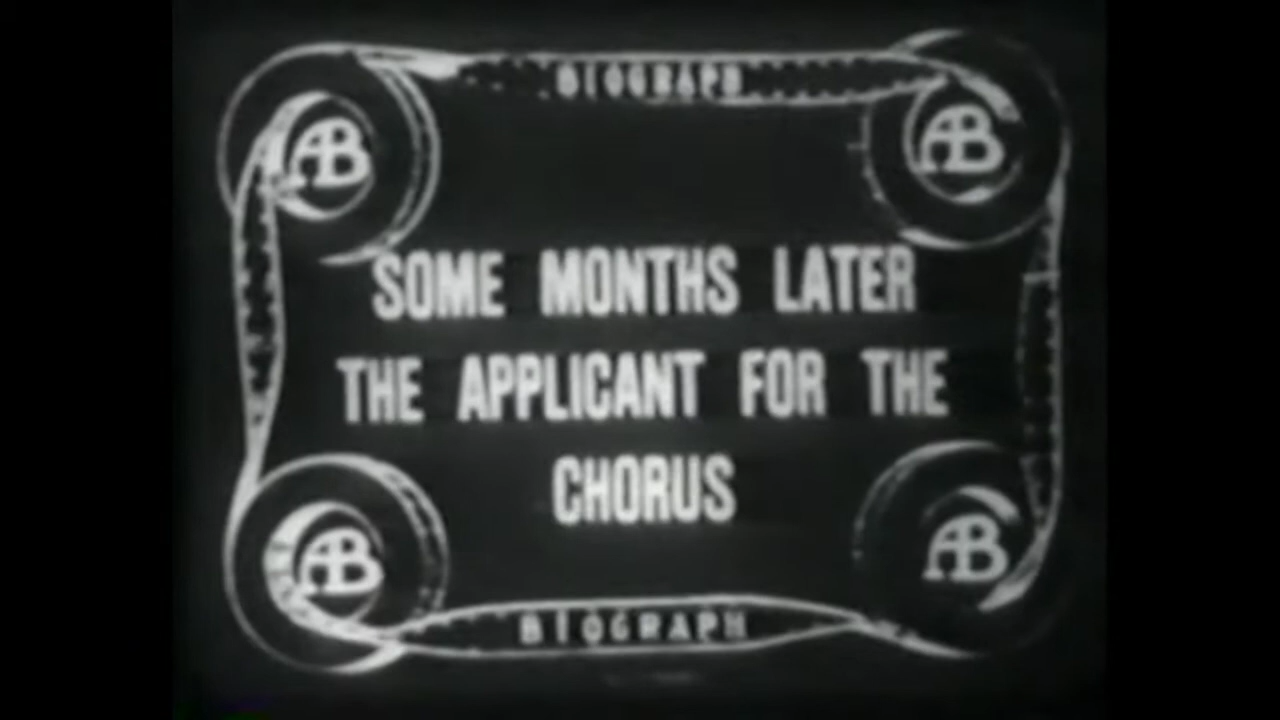 BIOGRAPH
AB AB
SOME MONTHS LATER
THE APPLICANT FOR THE
CHORUS
AB AB
BIOGRAPH